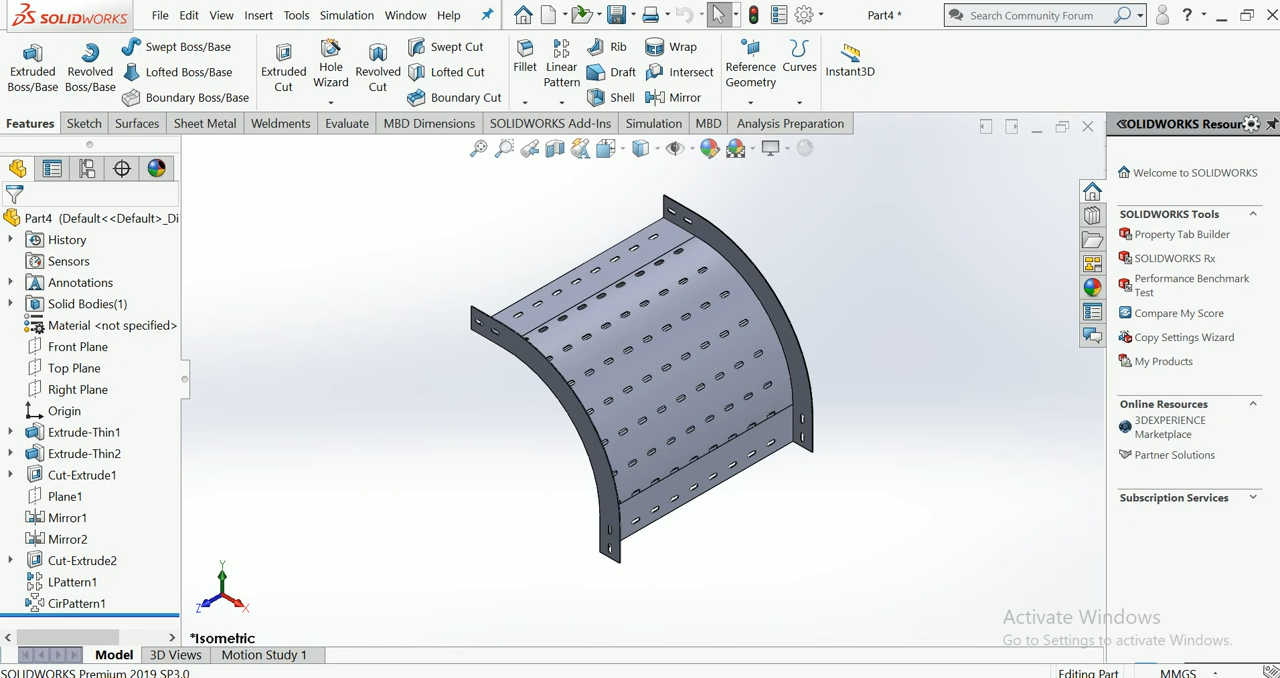 SOLIDWORKS
File Edit View Insert Tools Simulation Window Help
Part4 *
Search Community Forum
?
Extruded Boss/Base
Revolved Boss/Base
Swept Boss/Base
Lofted Boss/Base
Boundary Boss/Base
Extruded Cut
Hole Wizard
Revolved Cut
Swept Cut
Lofted Cut
Boundary Cut
Fillet
Linear Pattern
Rib
Draft
Shell
Wrap
Intersect
Mirror
Reference Geometry
Curves
Instant3D
Features Sketch Surfaces Sheet Metal Weldments Evaluate MBD Dimensions SOLIDWORKS Add-Ins Simulation MBD Analysis Preparation
Part4 (Default<<Default>_Di
History
Sensors
Annotations
Solid Bodies(1)
Material <not specified>
Front Plane
Top Plane
Right Plane
Origin
Extrude-Thin1
Extrude-Thin2
Cut-Extrude1
Plane1
Mirror1
Mirror2
Cut-Extrude2
LPattern1
CirPattern1
Y
Z
X
*Isometric
SOLIDWORKS Resour
Welcome to SOLIDWORKS
SOLIDWORKS Tools
Property Tab Builder
SOLIDWORKS Rx
Performance Benchmark
Test
Compare My Score
Copy Settings Wizard
My Products
Online Resources
3DEXPERIENCE
Marketplace
Partner Solutions
Subscription Services
Activate Windows
Go to Settings to activate Windows.
Model 3D Views Motion Study 1
SOLIDWORKS Premium 2019 SP3.0
Editing Part
MMGS